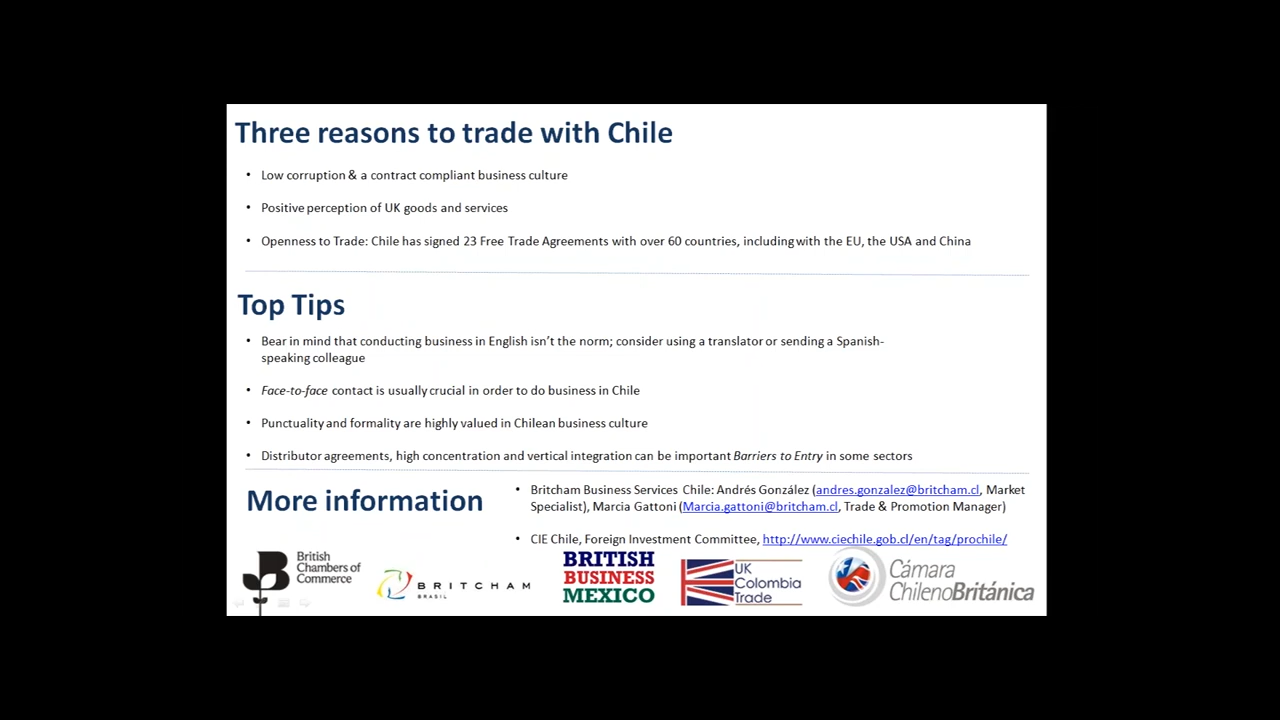 Three reasons to trade with Chile
• Low corruption & a contract compliant business culture
• Positive perception of UK goods and services
• Openness to Trade: Chile has signed 23 Free Trade Agreements with over 60 countries, including with the EU, the USA and China
Top Tips
• Bear in mind that conducting business in English isn't the norm; consider using a translator or sending a Spanish-
speaking colleague
• Face-to-face contact is usually crucial in order to do business in Chile
• Punctuality and formality are highly valued in Chilean business culture
• Distributor agreements, high concentration and vertical integration can be important Barriers to Entry in some sectors
More information
• Britcham Business Services Chile: Andrés González (andres.gonzalez@britcham.cl, Market
Specialist), Marcia Gattoni (Marcia.gattoni@britcham.cl, Trade & Promotion Manager)
• CIE Chile, Foreign Investment Committee, http://www.ciechile.gob.cl/en/tag/prochile/
British
Chambers of
Commerce
BRITCHAM
BRASIL
BRITISH
BUSINESS
MEXICO
UK
Colombia
Trade
Cámara
ChilenoBritánica